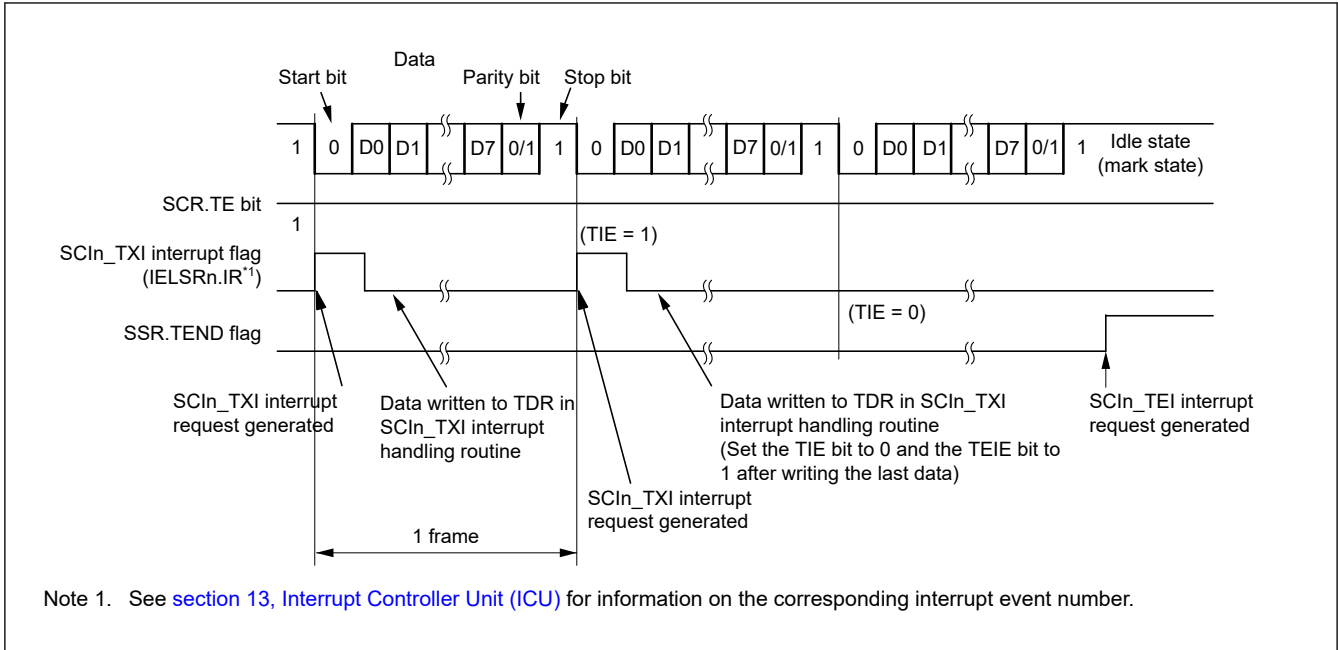 Data
Start bit
Parity bit
Stop bit
1 0 D0 D1 D7 0/1 1 0 D0 D1 D7 0/1 1 0 D0 D1 D7 0/1 1
Idle state
(mark state)
SCR.TE bit
1
SCIn_TXI interrupt flag
(IELSRn.IR*1)
(TIE = 1)
(TIE = 0)
SSR.TEND flag
SCIn_TXI interrupt
request generated
Data written to TDR in
SCIn_TXI interrupt
handling routine
Data written to TDR in SCIn_TXI
interrupt handling routine
(Set the TIE bit to 0 and the TEIE bit to
1 after writing the last data)
SCIn_TEI interrupt
request generated
SCIn_TXI interrupt
request generated
1 frame
Note 1. See section 13, Interrupt Controller Unit (ICU) for information on the corresponding interrupt event number.